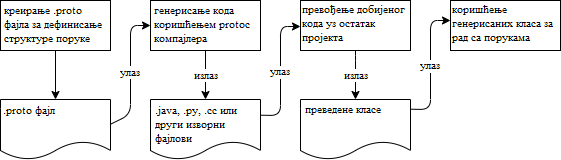 креирање .proto
фајла за дефинисање
структуре поруке
генерисање кода
коришћењем protoc
компајлера
превођење добијеног
кода уз остатак
пројекта
коришћење
генерисаних класа за
рад са порукама
улаз
улаз
улаз
излаз
излаз
.proto фајл
.java, .py, .cc или
други изворни
фајлови
преведене класе